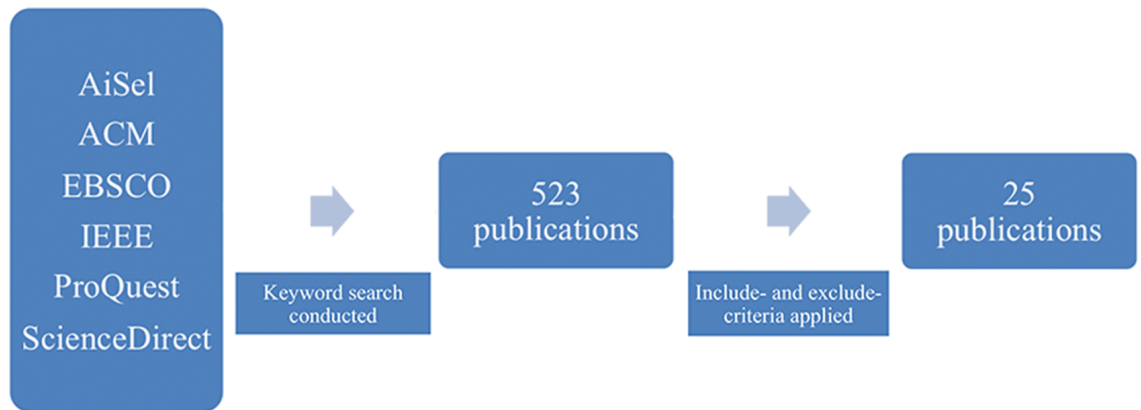 AiSel
ACM
EBSCO
IEEE
ProQuest
ScienceDirect
Keyword search
conducted
523
publications
Include- and exclude-
criteria applied
25
publications